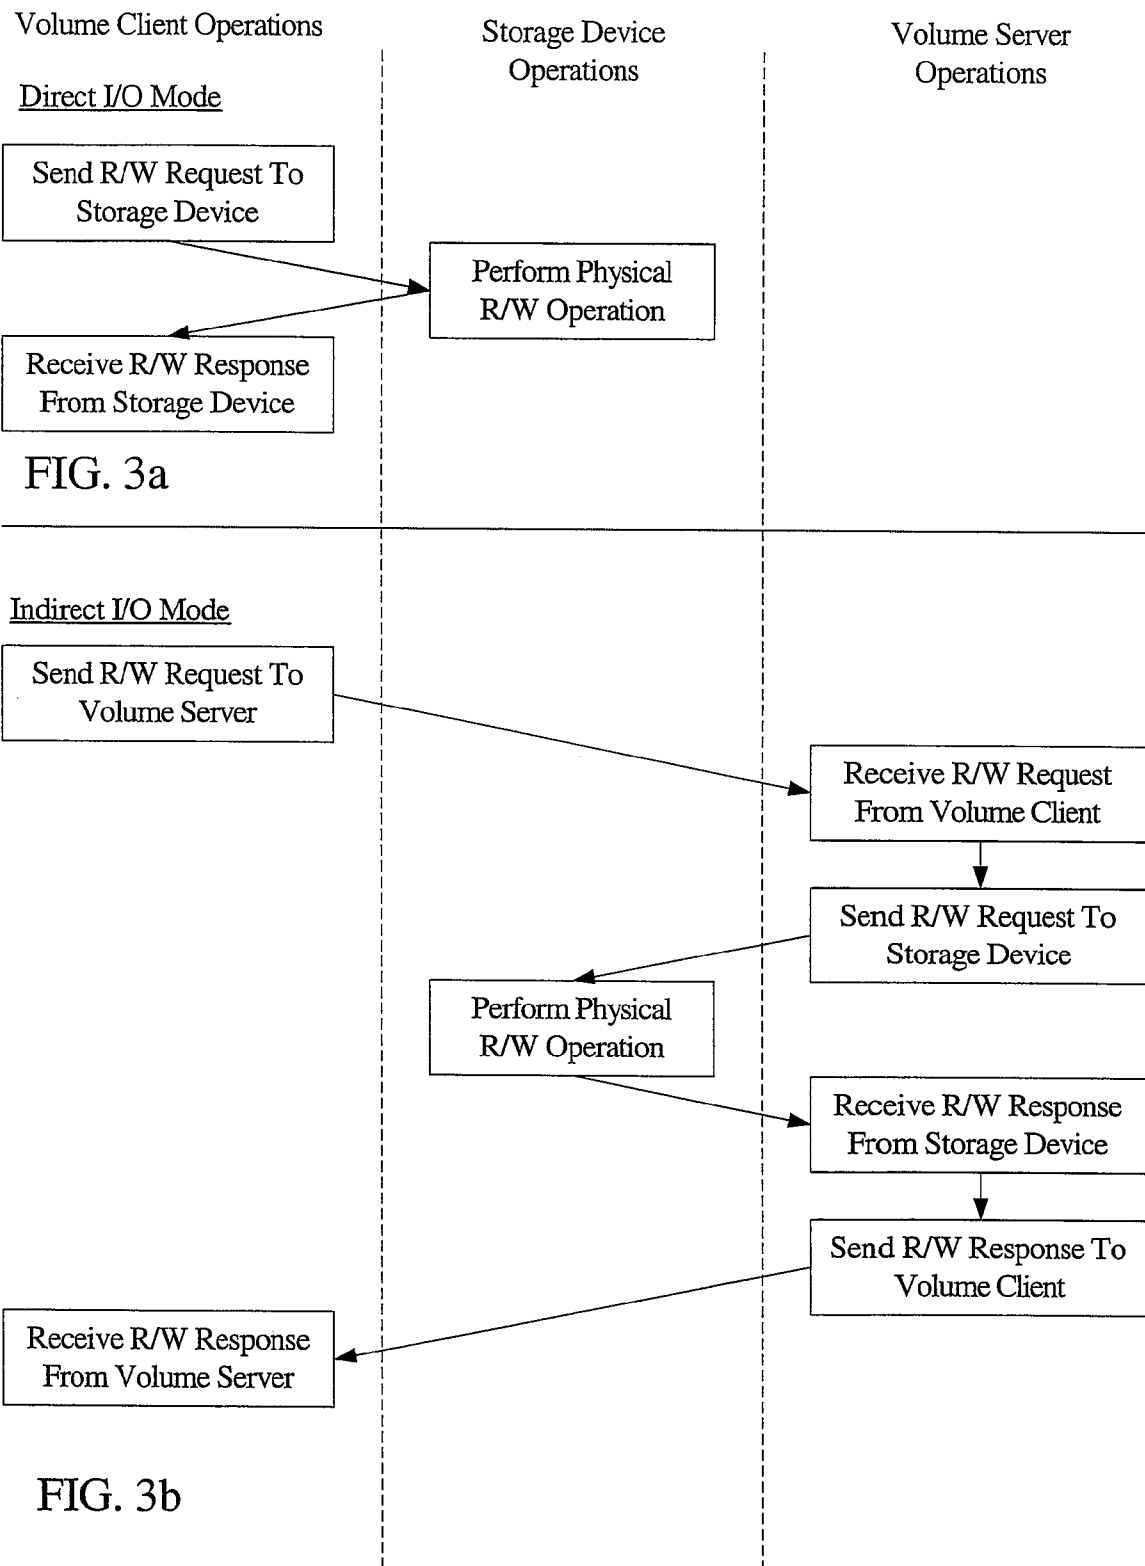 Volume Client Operations
Storage Device
Operations
Volume Server
Operations
Direct I/O Mode
Send R/W Request To
Storage Device
Perform Physical
R/W Operation
Receive R/W Response
From Storage Device
FIG. 3a
Indirect I/O Mode
Send R/W Request To
Volume Server
Receive R/W Request
From Volume Client
Send R/W Request To
Storage Device
Perform Physical
R/W Operation
Receive R/W Response
From Storage Device
Send R/W Response To
Volume Client
Receive R/W Response
From Volume Server
FIG. 3b